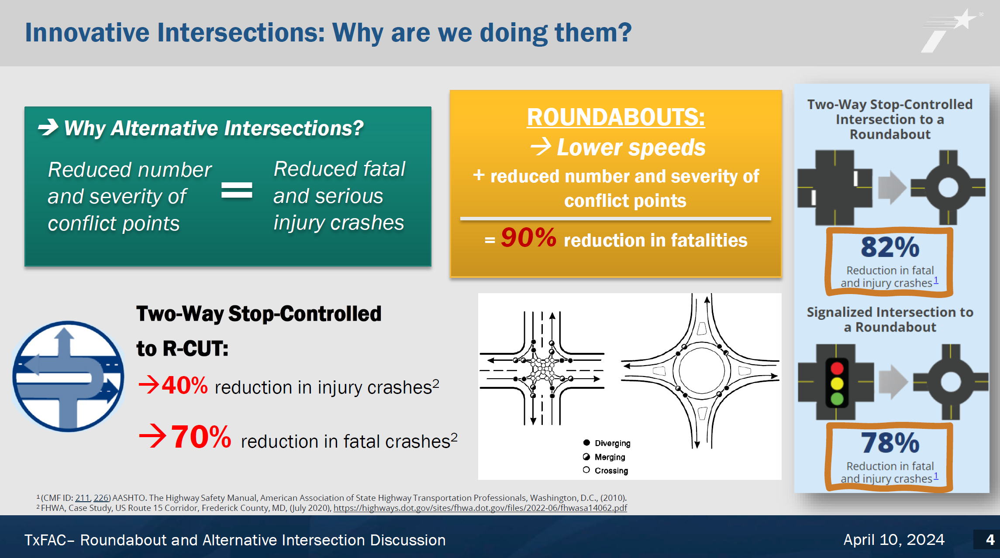 Innovative Intersections: Why are we doing them?
®
→ Why Alternative Intersections?
Reduced number
and severity of
conflict points
=
Reduced fatal
and serious
injury crashes
ROUNDABOUTS:
→ Lower speeds
+ reduced number and severity of
conflict points
= 90% reduction in fatalities
Two-Way Stop-Controlled
Intersection to a
Roundabout
82%
Reduction in fatal
and injury crashes1
Signalized Intersection to
a Roundabout
78%
Reduction in fatal
and injury crashes1
Two-Way Stop-Controlled
to R-CUT:
→40% reduction in injury crashes2
→70% reduction in fatal crashes2
Diverging
Merging
Crossing
1 (CMF ID: 211, 226) AASHTO. The Highway Safety Manual, American Association of State Highway Transportation Professionals, Washington, D.C., (2010).
2 FHWA, Case Study, US Route 15 Corridor, Frederick County, MD, (July 2020), https://highways.dot.gov/sites/fhwa.dot.gov/files/2022-06/fhwasa14062.pdf
TxFAC– Roundabout and Alternative Intersection Discussion
April 10, 2024
4